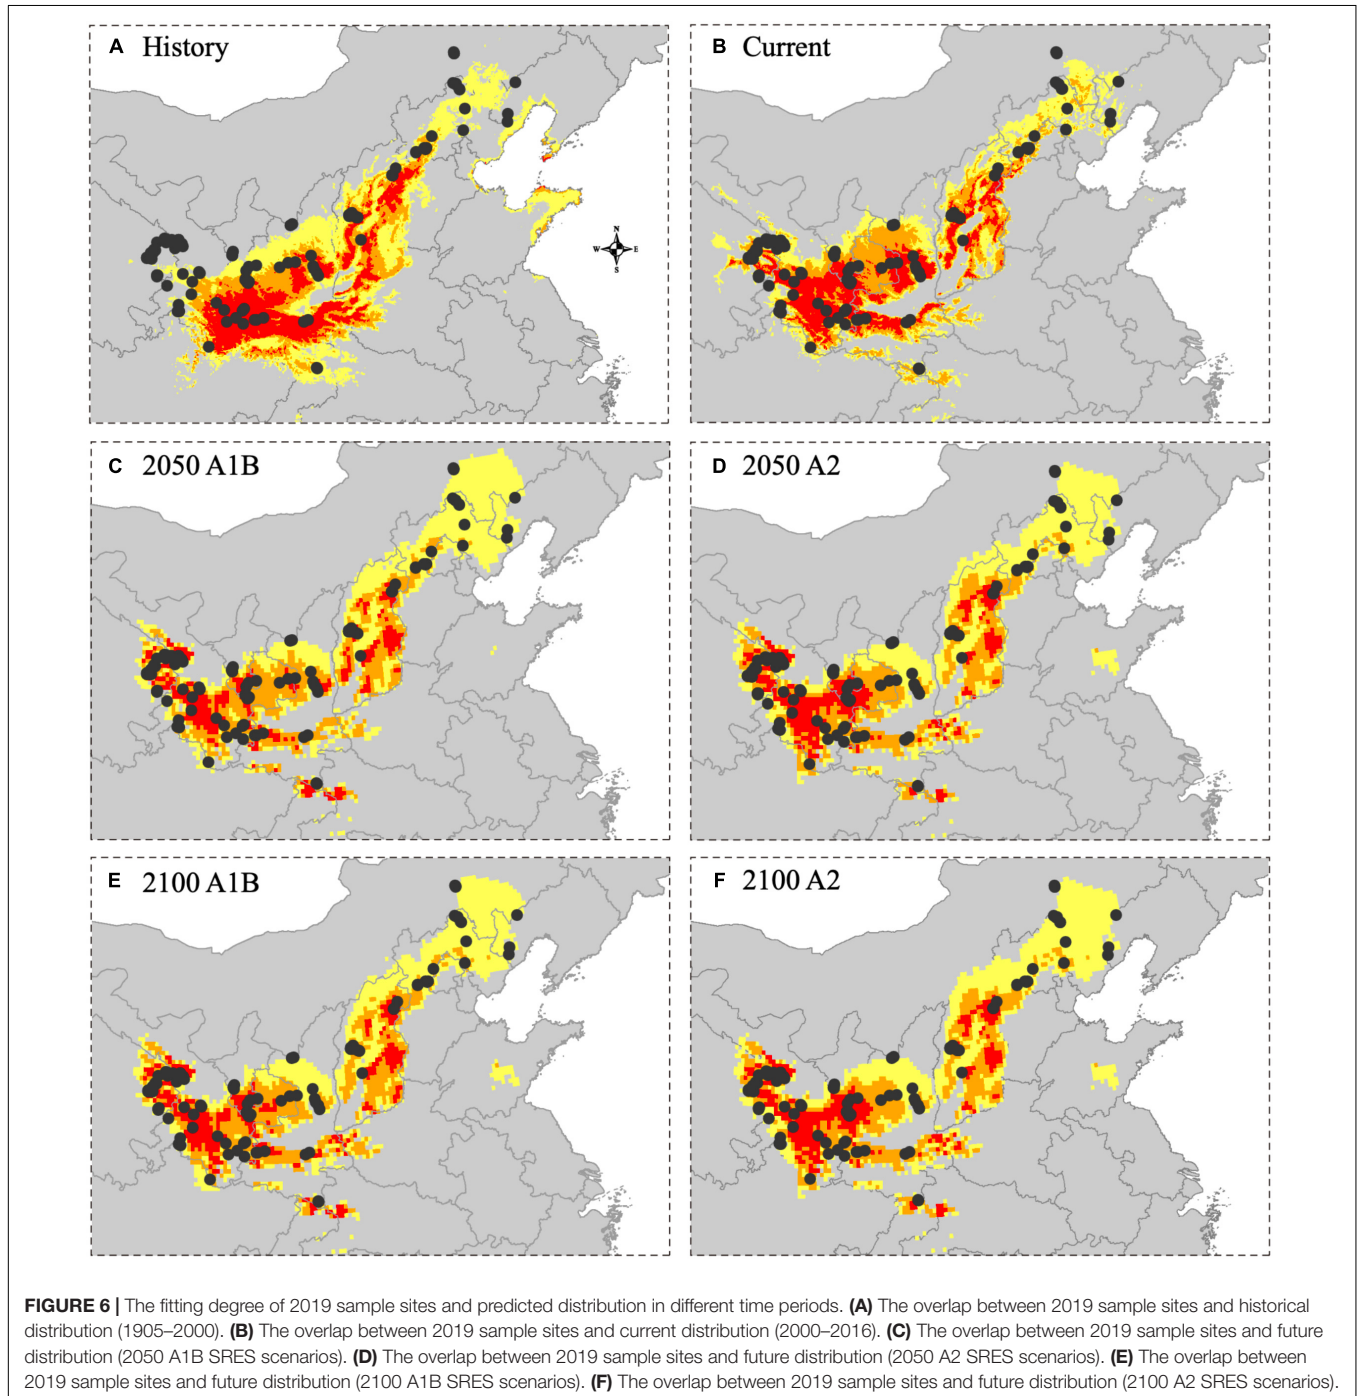 A History
B Current
N
W E
S
C 2050 A1B
D 2050 A2
E 2100 A1B
F 2100 A2
FIGURE 6 | The fitting degree of 2019 sample sites and predicted distribution in different time periods. (A) The overlap between 2019 sample sites and historical
distribution (1905–2000). (B) The overlap between 2019 sample sites and current distribution (2000–2016). (C) The overlap between 2019 sample sites and future
distribution (2050 A1B SRES scenarios). (D) The overlap between 2019 sample sites and future distribution (2050 A2 SRES scenarios). (E) The overlap between
2019 sample sites and future distribution (2100 A1B SRES scenarios). (F) The overlap between 2019 sample sites and future distribution (2100 A2 SRES scenarios).